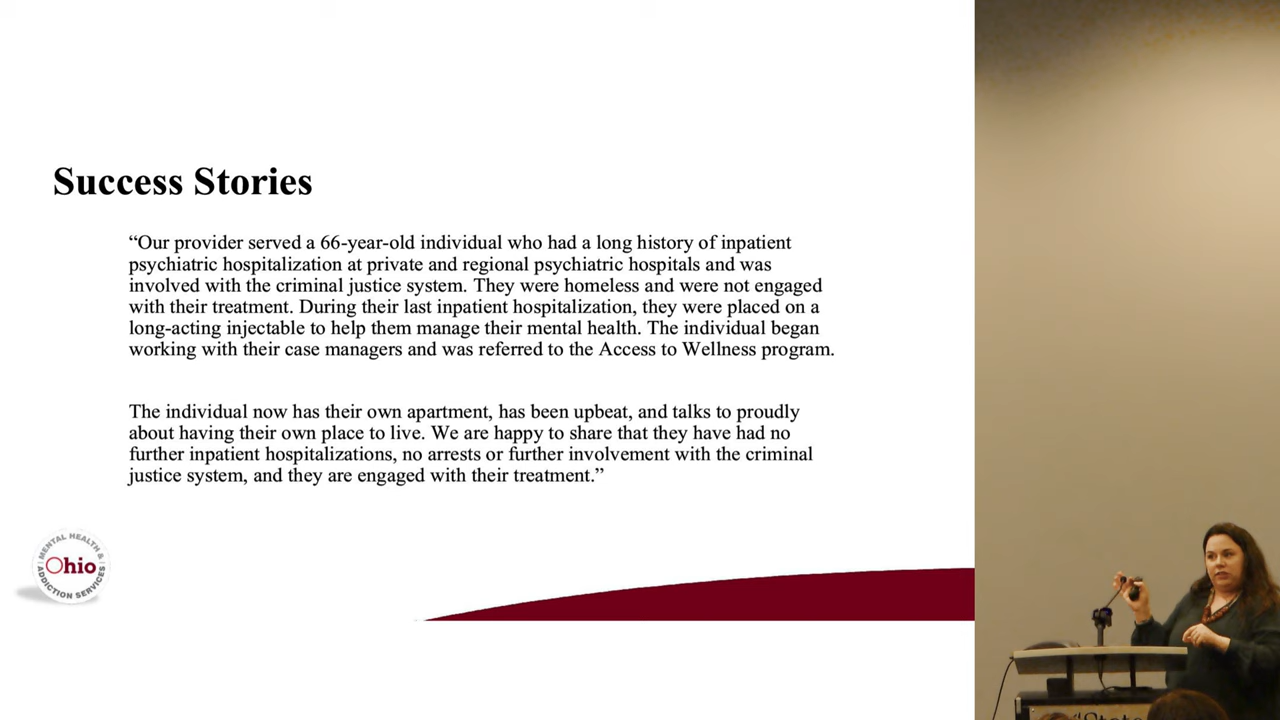 Success Stories
“Our provider served a 66-year-old individual who had a long history of inpatient
psychiatric hospitalization at private and regional psychiatric hospitals and was
involved with the criminal justice system. They were homeless and were not engaged
with their treatment. During their last inpatient hospitalization, they were placed on a
long-acting injectable to help them manage their mental health. The individual began
working with their case managers and was referred to the Access to Wellness program.
The individual now has their own apartment, has been upbeat, and talks to proudly
about having their own place to live. We are happy to share that they have had no
further inpatient hospitalizations, no arrests or further involvement with the criminal
justice system, and they are engaged with their treatment.”
MENTAL HEALTH &
Ohio
ADDICTION SERVICES